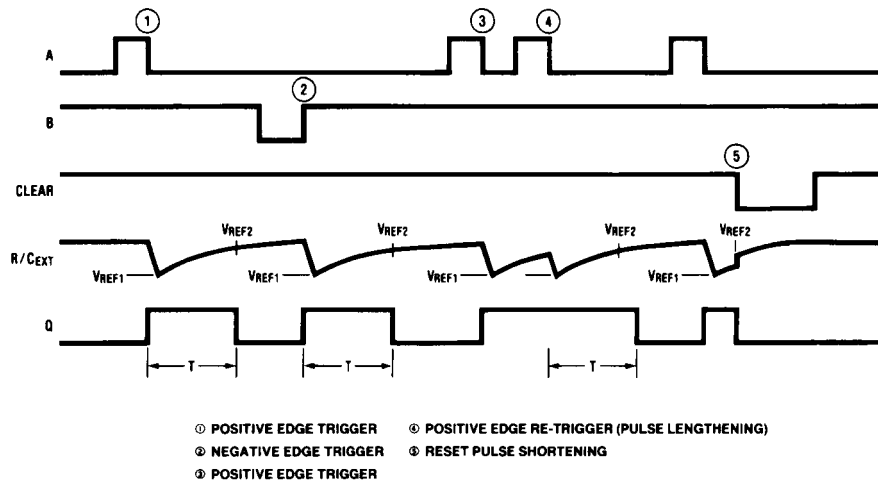 ① ③ ④
A
②
B
⑤
CLEAR
VREF2 VREF2 VREF2 VREF2
R/CEXT
VREF1 VREF1 VREF1
Q
T T T
① POSITIVE EDGE TRIGGER ④ POSITIVE EDGE RE-TRIGGER (PULSE LENGTHENING)
② NEGATIVE EDGE TRIGGER ⑤ RESET PULSE SHORTENING
③ POSITIVE EDGE TRIGGER